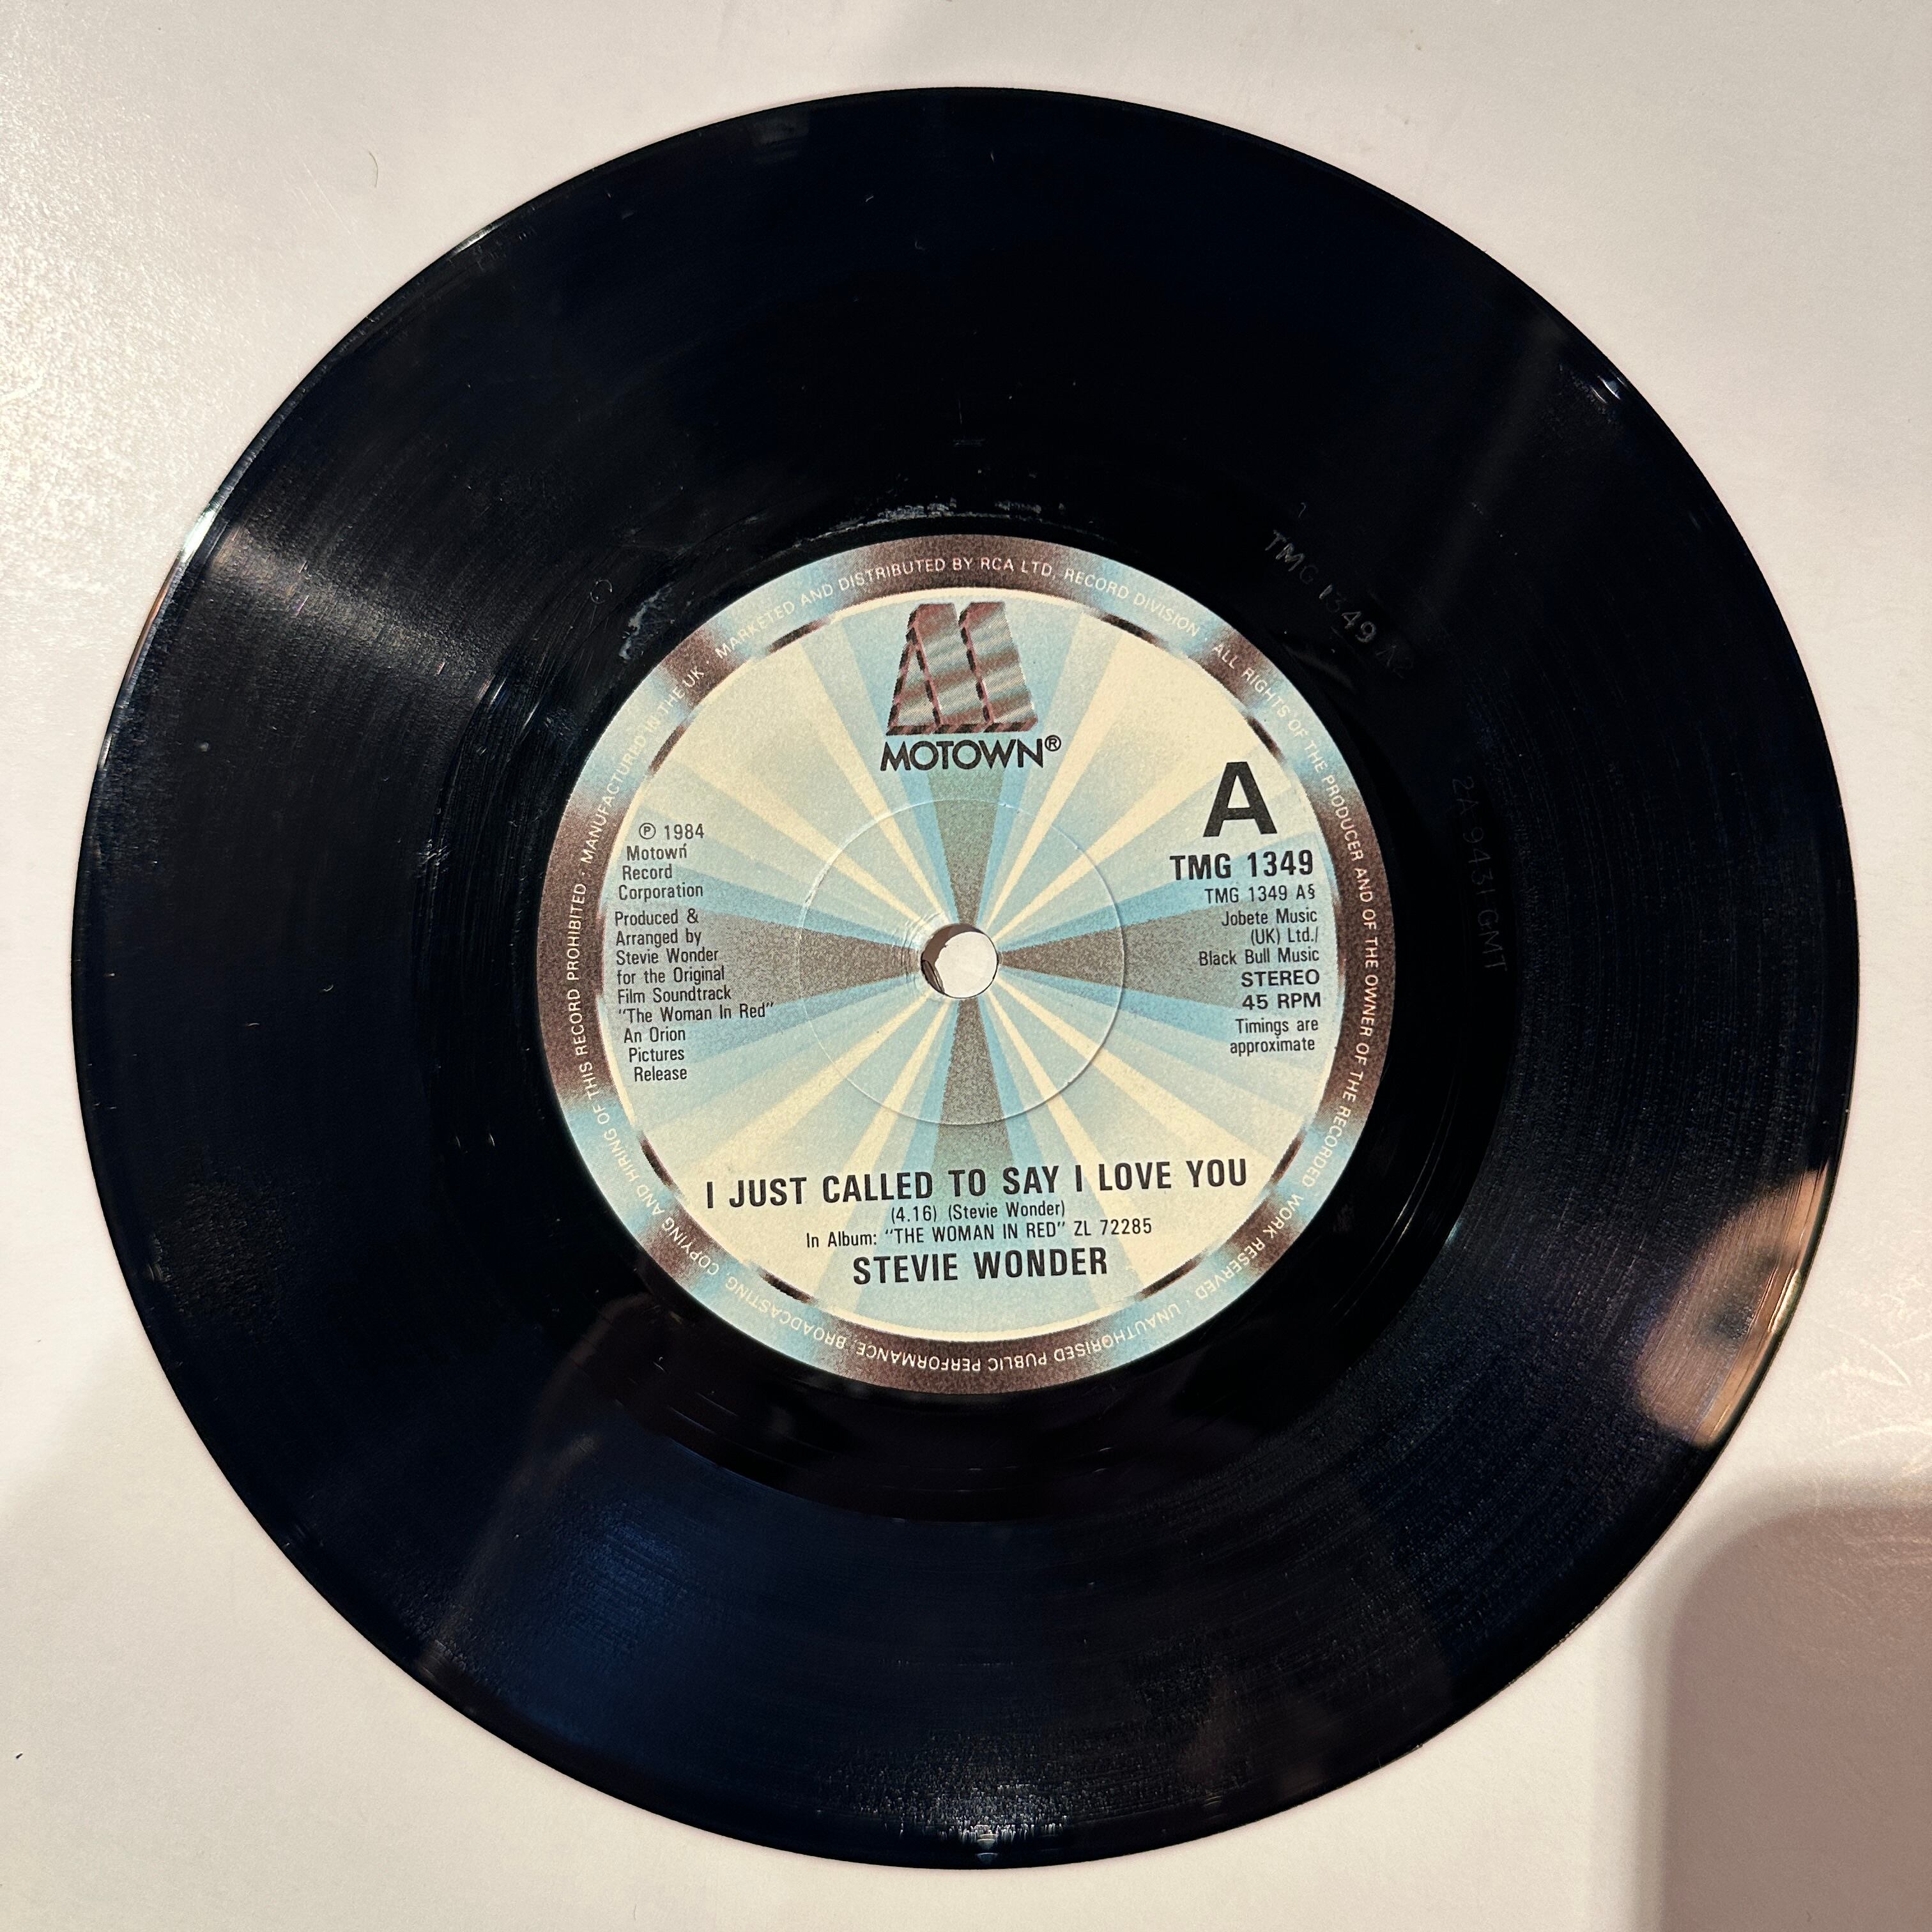 MANUFACTURED IN THE UK · MARKETED AND DISTRIBUTED BY RCA LTD, RECORD DIVISION · ALL RIGHTS OF THE PRODUCER AND OF THE OWNER OF THE RECORDED WORK RESERVED · UNAUTHORISED PUBLIC PERFORMANCE, BROADCASTING, COPYING AND HIRING OF THIS RECORD PROHIBITED ·
MOTOWN®
℗ 1984
Motown
Record
Corporation
Produced &
Arranged by
Stevie Wonder
for the Original
Film Soundtrack
"The Woman In Red"
An Orion
Pictures
Release
A
TMG 1349
TMG 1349 A§
Jobete Music
(UK) Ltd./
Black Bull Music
STEREO
45 RPM
Timings are
approximate
I JUST CALLED TO SAY I LOVE YOU
(4.16) (Stevie Wonder)
In Album: "THE WOMAN IN RED" ZL 72285
STEVIE WONDER
1
TMG 1349 A2